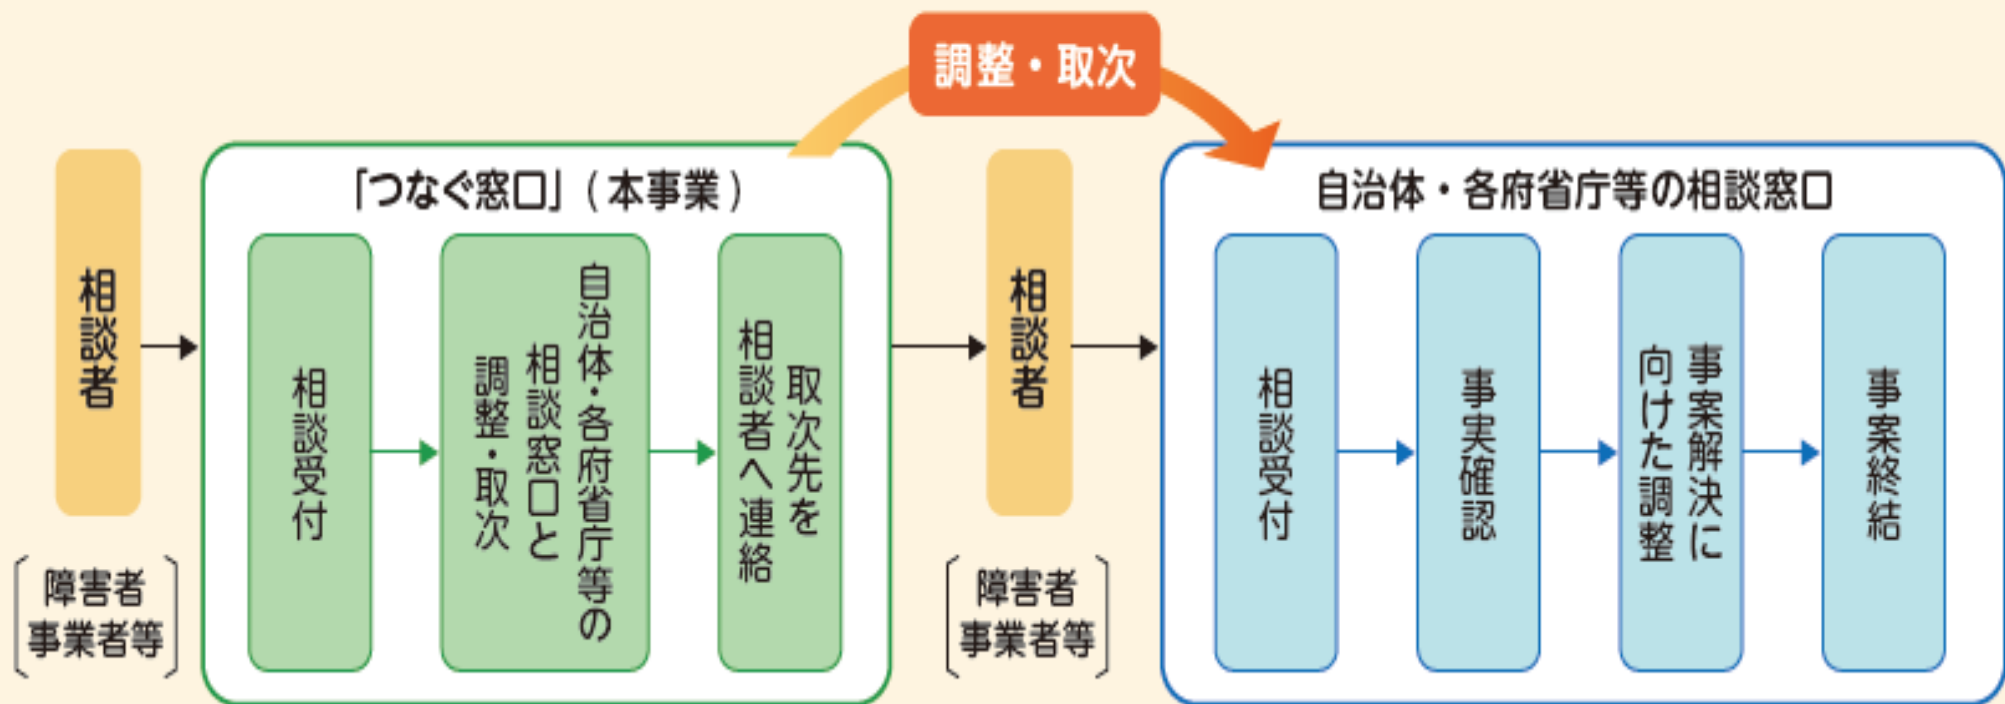 調整・取次
相談者
障害者
事業者等
「つなぐ窓口」(本事業)
相談受付
自治体・各府省庁等の
相談窓口と
調整・取次
取次先を
相談者へ連絡
相談者
障害者
事業者等
自治体・各府省庁等の相談窓口
相談受付
事実確認
事案解決に
向けた調整
事案終結